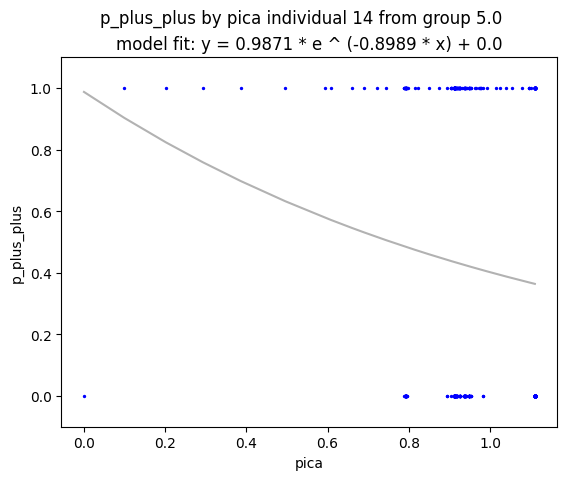 p_plus_plus by pica individual 14 from group 5.0
model fit: y = 0.9871 * e ^ (-0.8989 * x) + 0.0
1.0
0.8
0.6
0.4
0.2
0.0
p_plus_plus
0.0 0.2 0.4 0.6 0.8 1.0
pica